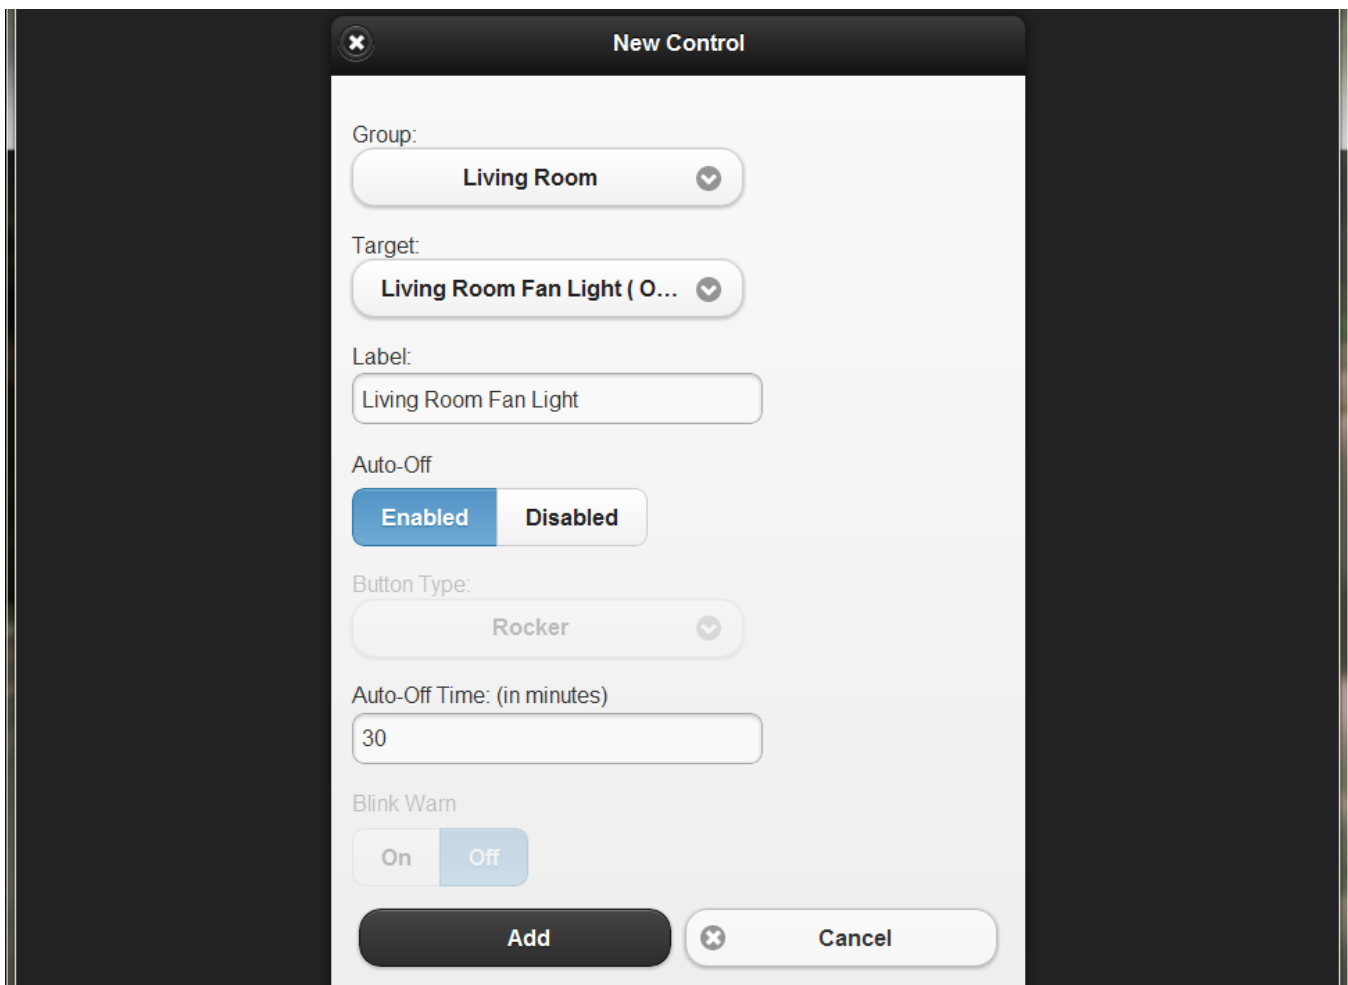 New Control
Group:
Living Room
Target:
Living Room Fan Light ( O...
Label:
Living Room Fan Light
Auto-Off
Enabled Disabled
Button Type:
Rocker
Auto-Off Time: (in minutes)
30
Blink Warn
On Off
Add Cancel